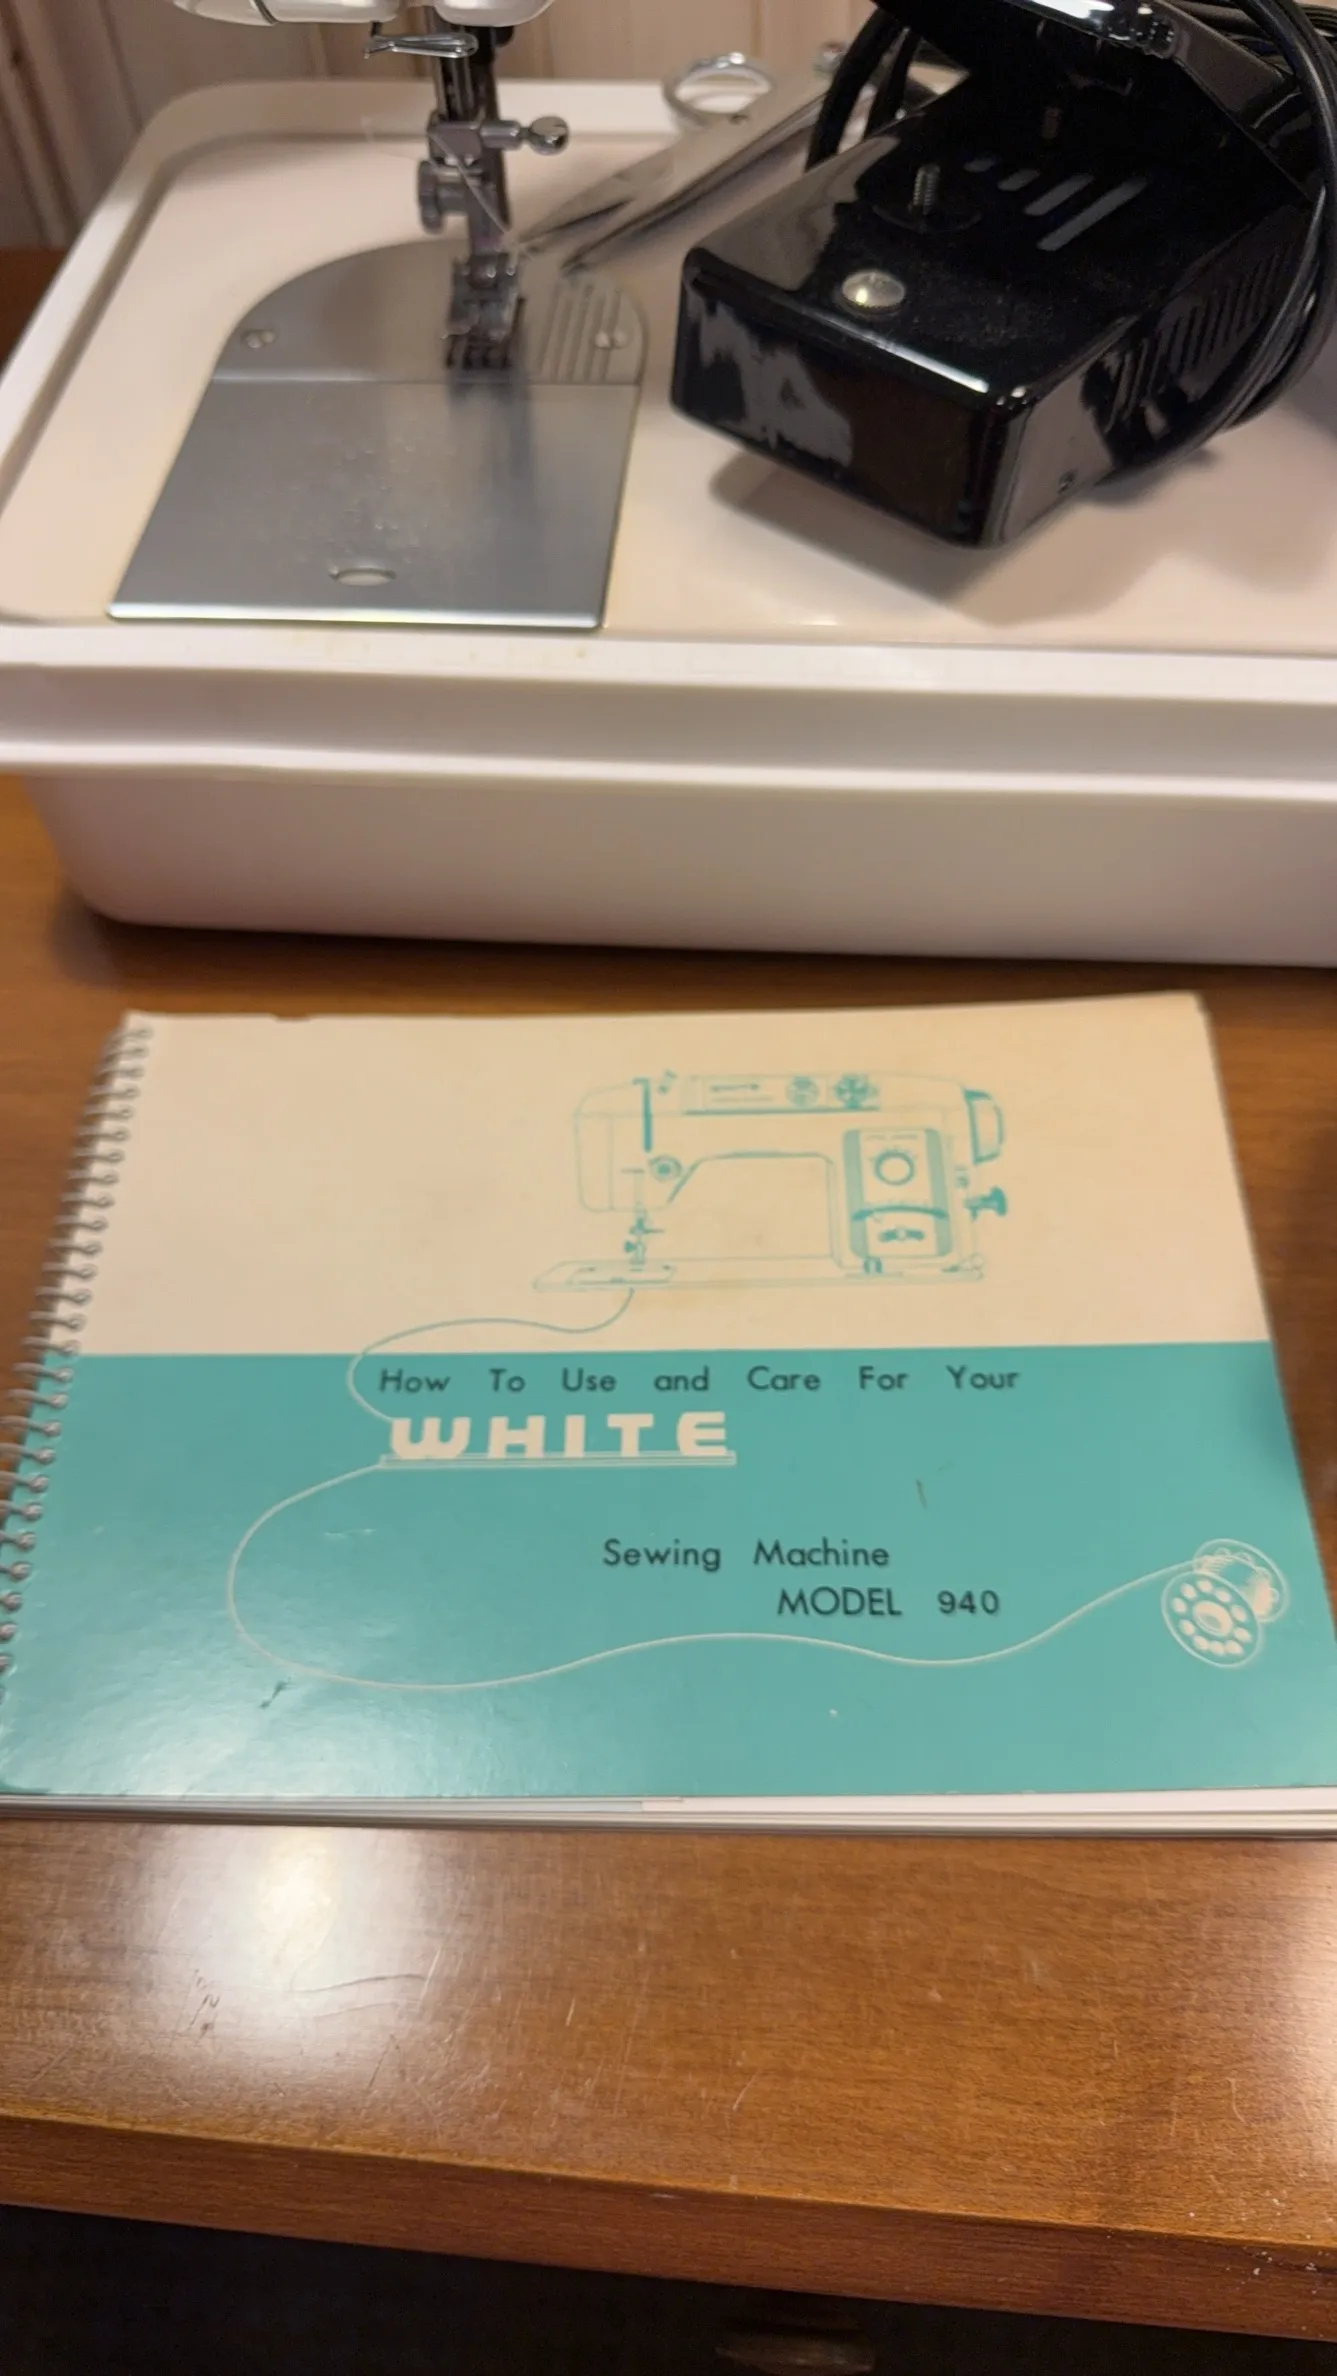 How To Use and Care For Your
WHITE
Sewing Machine
MODEL 940